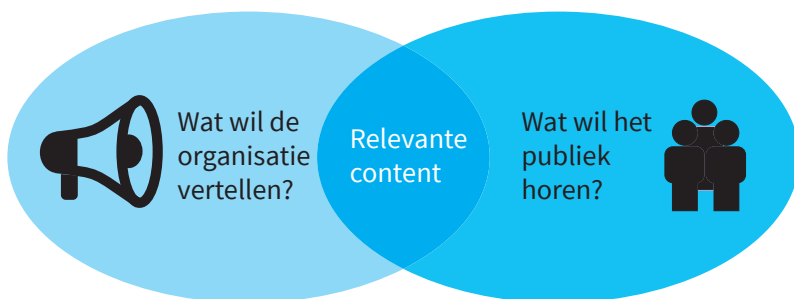 Wat wil de
organisatie
vertellen?
Relevante
content
Wat wil het
publiek
horen?